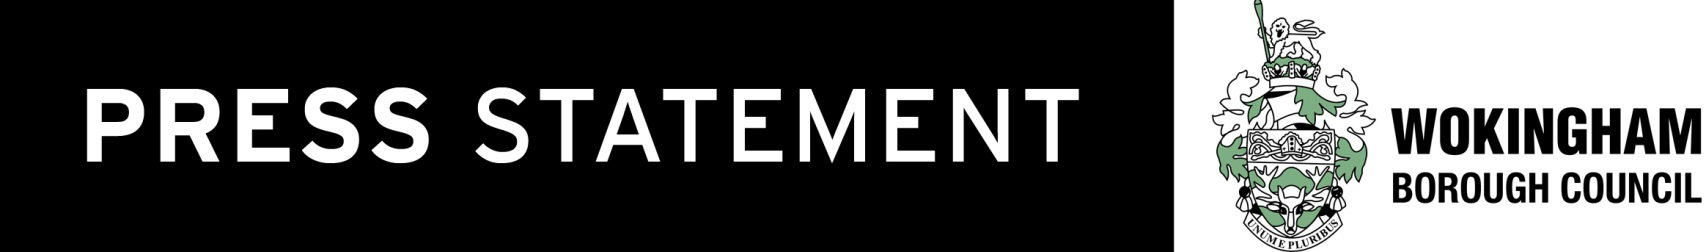 PRESS STATEMENT
WOKINGHAM
BOROUGH COUNCIL
UNUM E PLURIBUS